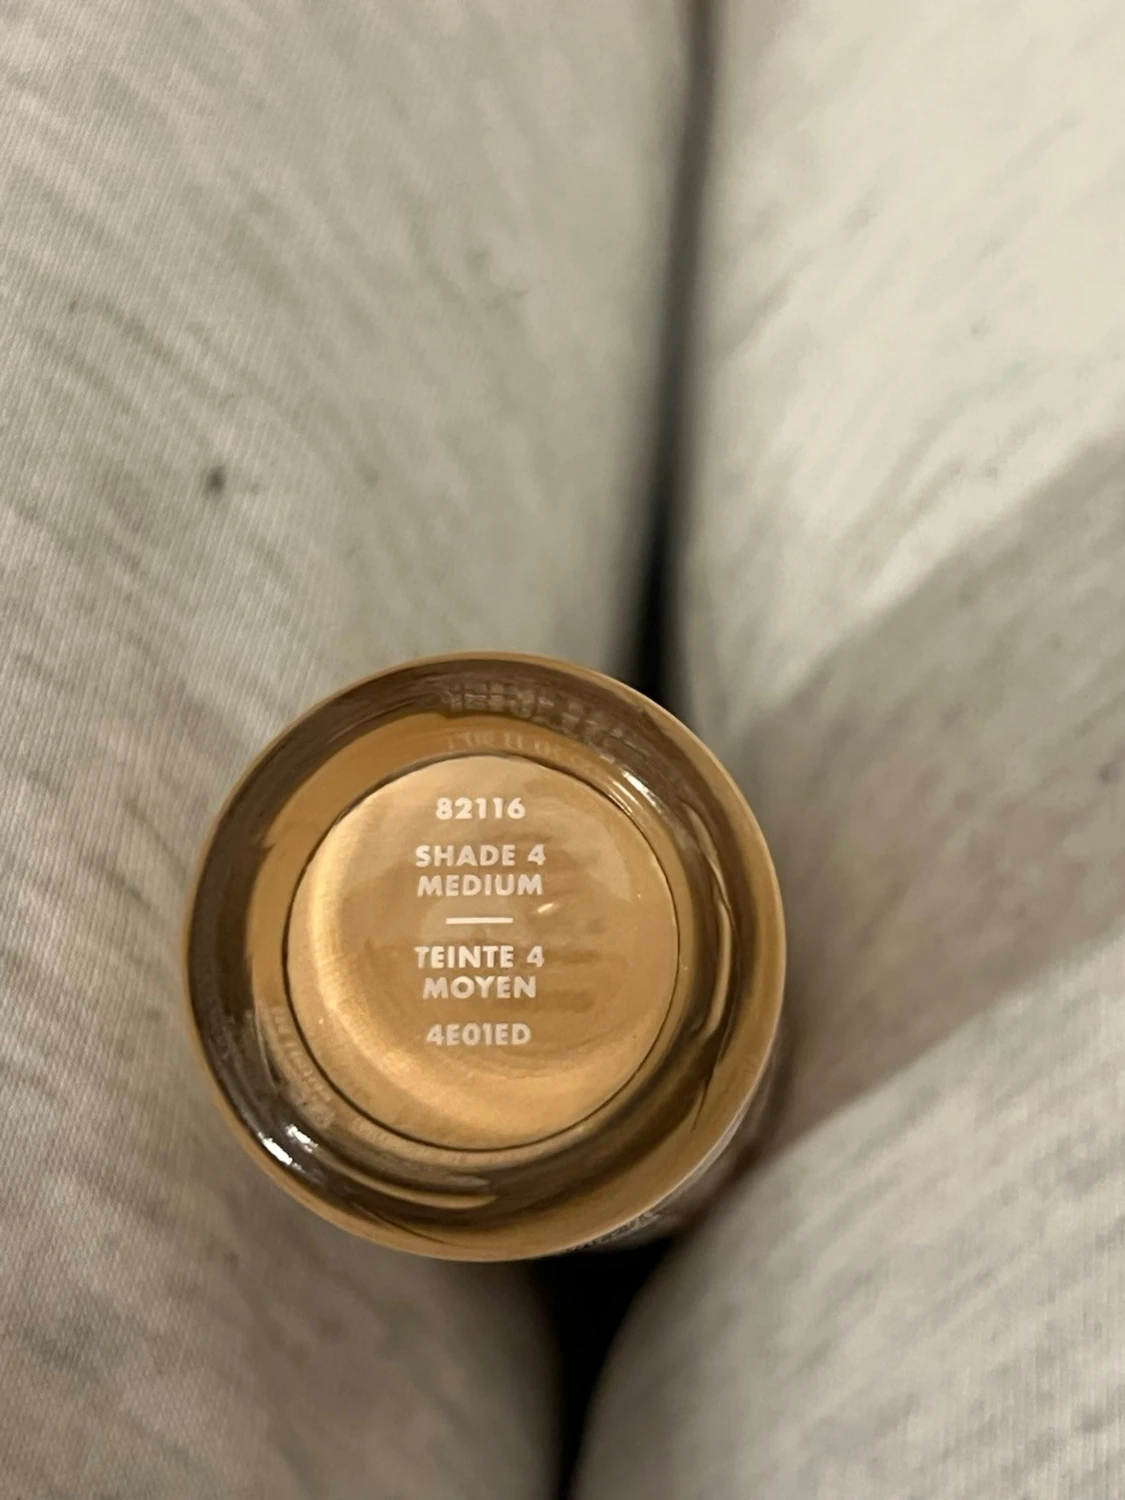 82116
SHADE 4
MEDIUM
TEINTE 4
MOYEN
4E01ED